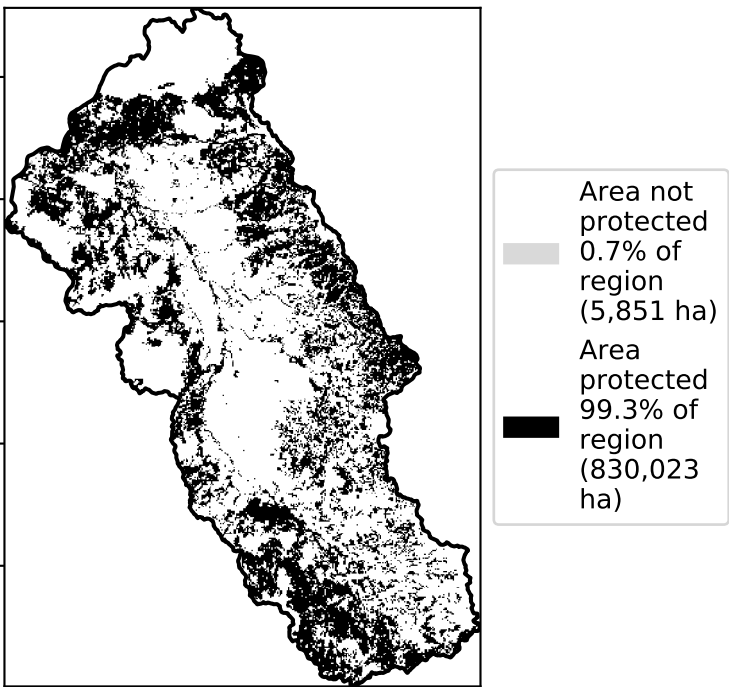 Area not
protected
0.7% of
region
(5,851 ha)
Area
protected
99.3% of
region
(830,023
ha)